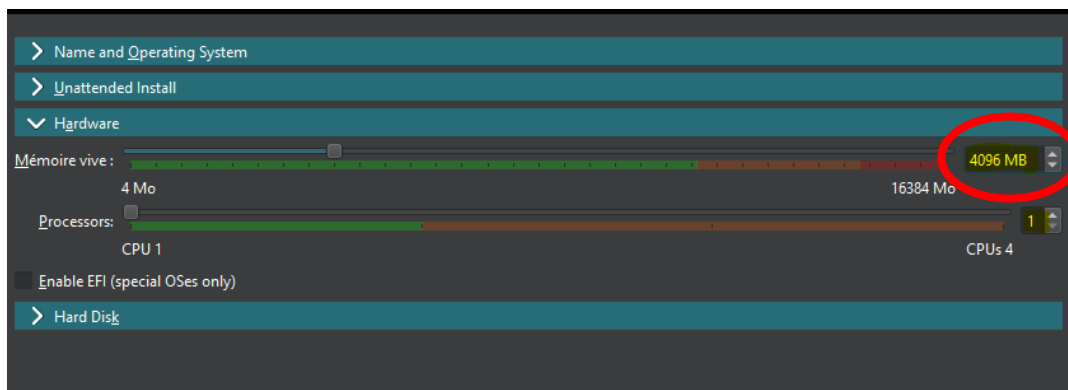 Name and Operating System
Unattended Install
Hardware
Mémoire vive : 4096 MB
4 Mo 16384 Mo
Processors: 1
CPU 1 CPUs 4
Enable EFI (special OSes only)
Hard Disk